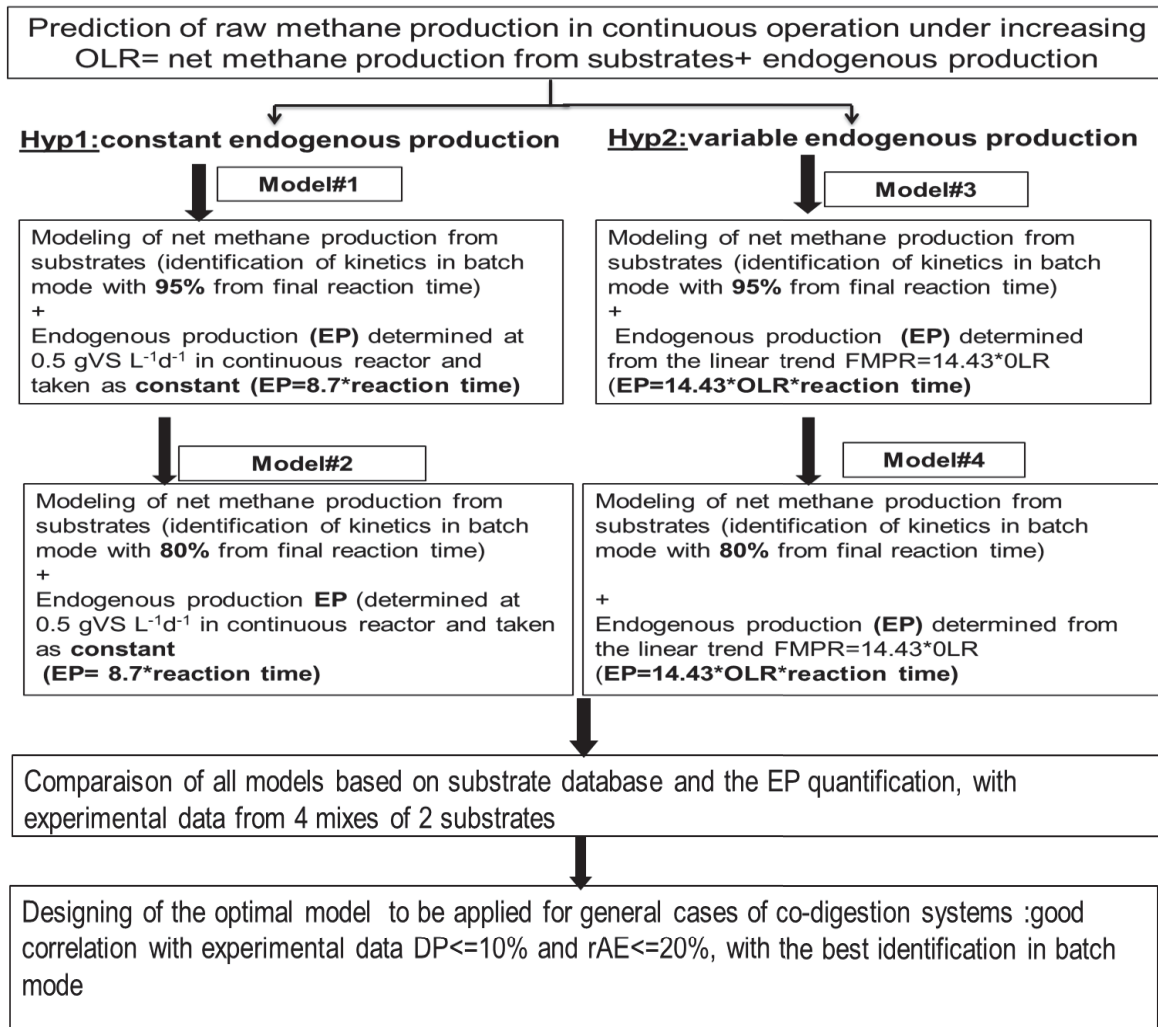 Prediction of raw methane production in continuous operation under increasing
OLR= net methane production from substrates+ endogenous production
Hyp1:constant endogenous production
Model#1
Modeling of net methane production from
substrates (identification of kinetics in batch
mode with 95% from final reaction time)
+
Endogenous production (EP) determined at
0.5 gVS L⁻¹d⁻¹ in continuous reactor and
taken as constant (EP=8.7*reaction time)
Model#2
Modeling of net methane production from
substrates (identification of kinetics in batch
mode with 80% from final reaction time)
+
Endogenous production EP (determined at
0.5 gVS L⁻¹d⁻¹ in continuous reactor and taken
as constant
(EP= 8.7*reaction time)
Hyp2:variable endogenous production
Model#3
Modeling of net methane production from
substrates (identification of kinetics in batch
mode with 95% from final reaction time)
+
Endogenous production (EP) determined
from the linear trend FMPR=14.43*0LR
(EP=14.43*OLR*reaction time)
Model#4
Modeling of net methane production from
substrates (identification of kinetics in batch
mode with 80% from final reaction time)
+
Endogenous production (EP) determined from
the linear trend FMPR=14.43*0LR
(EP=14.43*OLR*reaction time)
Comparaison of all models based on substrate database and the EP quantification, with
experimental data from 4 mixes of 2 substrates
Designing of the optimal model to be applied for general cases of co-digestion systems :good
correlation with experimental data DP<=10% and rAE<=20%, with the best identification in batch
mode